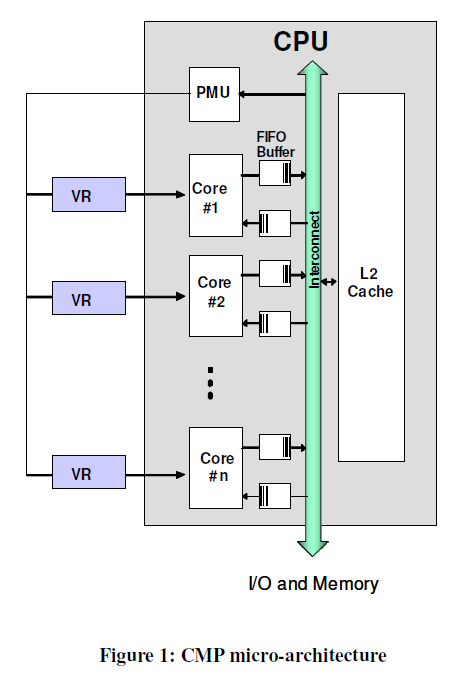 CPU
PMU
FIFO
Buffer
VR
Core
#1
Interconnect
L2
Cache
VR
Core
#2
VR
Core
#n
I/O and Memory
Figure 1: CMP micro-architecture